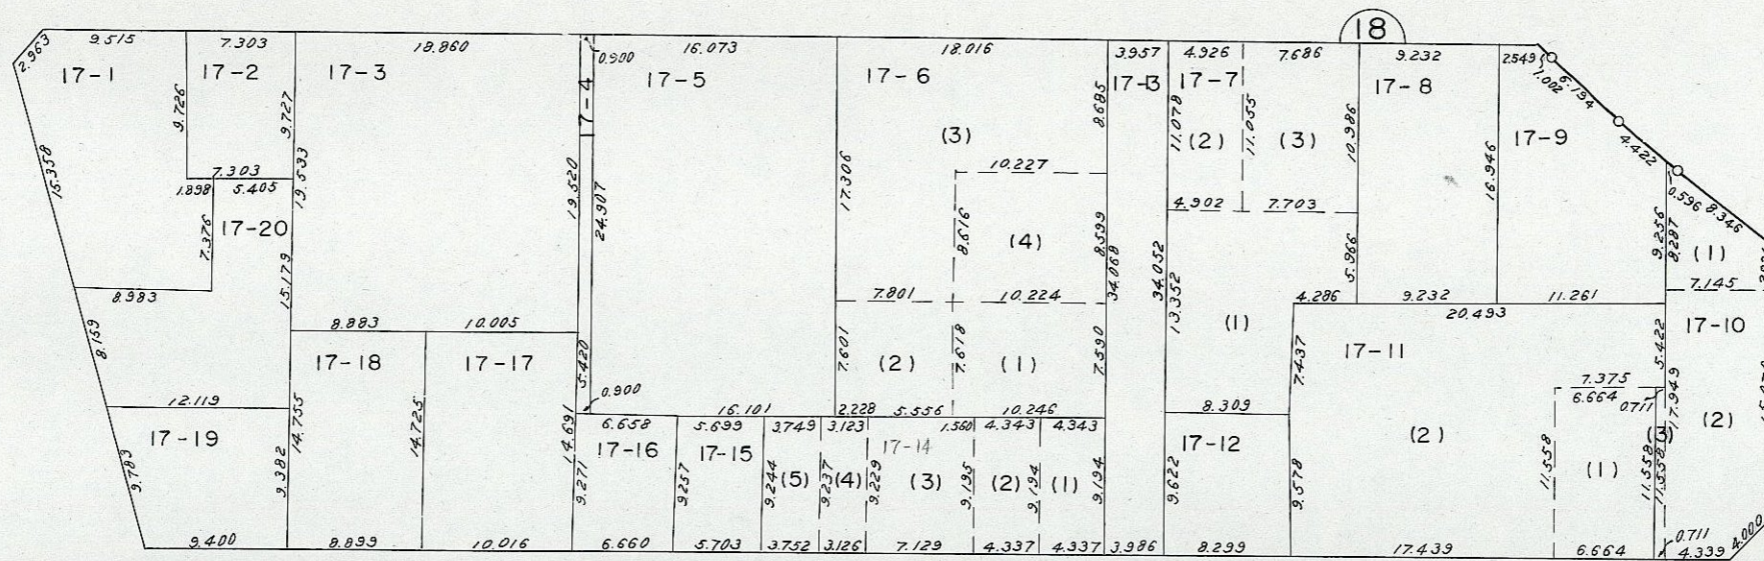 18
2.963 9.515 7.303 18.860 16.073 18.016 3.957 4.926 7.686 9.232 2.549
0.900 1.002 6.194
17-1 17-2 17-3 17-4 17-5 17-6 17-13 17-7 17-8 17-9
9.726 9.727 8.685 11.079 11.055 10.986 4.422
(3) (2) (3)
15.358 7.303 19.533 19.520 24.907 17.306 10.227 16.946
1.898 5.405 0.596 8.346
7.376 17-20 8.616 (4) 8.599 34.068 34.052 4.902 7.703 9.256 8.287 (1)
15.179 5.966
8.983 7.801 10.224 13.352 4.286 9.232 11.261 7.145
20.493
8.159 8.883 10.005 (1) 17-10
17-18 17-17 5.420 7.601 (2) 7.618 (1) 7.590 7.437 17-11 5.422
7.375
6.664 0.711 17.949
12.119 0.900 16.101 2.228 5.556 10.246 8.309
14.755 14.725 14.691 6.658 5.699 3.749 3.123 1.560 4.343 4.343
17-19 17-16 17-15 17-14 17-12 (2) (3) (2)
9.783 9.382 9.271 9.257 9.244 (5) 9.237 (4) 9.229 (3) 9.195 (2) 9.194 (1) 9.194 9.622 9.578 11.558 (1) 11.558 11.558
0.711 4.000
9.400 8.899 10.016 6.660 5.703 3.752 3.126 7.129 4.337 4.337 3.986 8.299 17.439 6.664 4.339